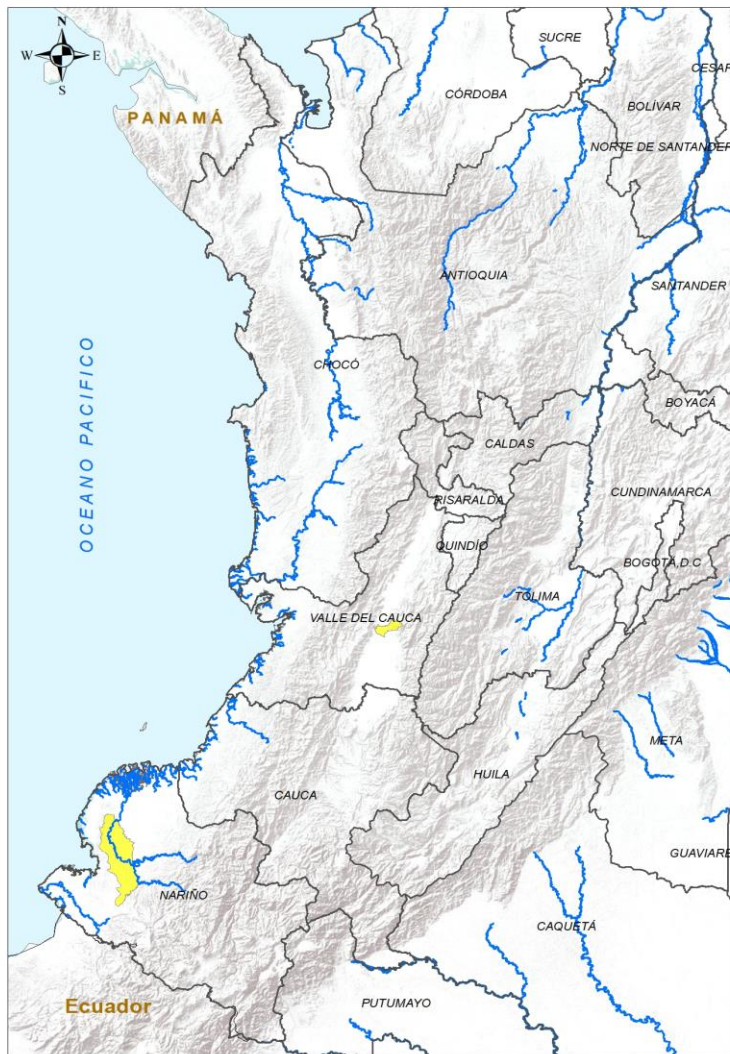 N
W E
S
SUCRE
CESAR
CÓRDOBA
BOLÍVAR
PANAMÁ
NORTE DE SANTANDER
ANTIOQUIA
SANTANDER
OCEANO PACIFICO
CHOCÓ
BOYACÁ
CALDAS
CUNDINAMARCA
RISARALDA
QUINDÍO
BOGOTÁ,D.C
TOLIMA
VALLE DEL CAUCA
META
HUILA
CAUCA
GUAVIARE
NARIÑO
CAQUETÁ
Ecuador
PUTUMAYO